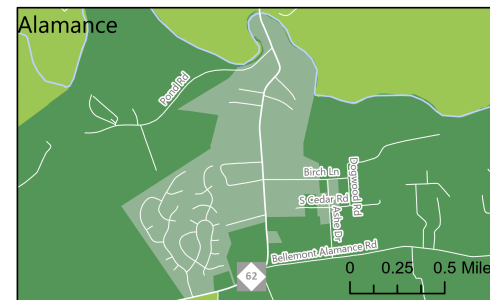 Alamance
Pond Rd
Birch Ln
Dogwood Rd
S Cedar Rd
Ashe Dr
Bellemont Alamance Rd
62
0 0.25 0.5 Mile